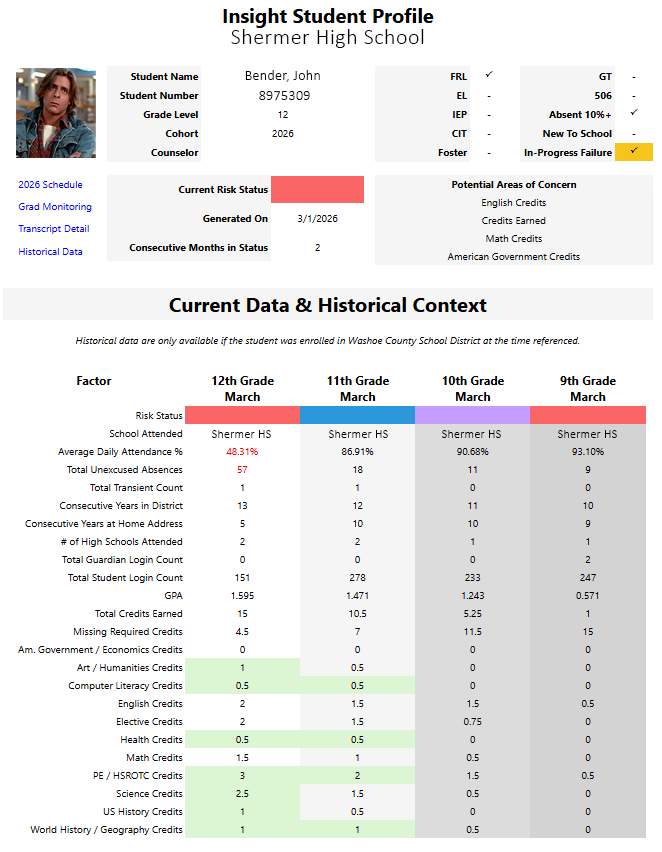 Insight Student Profile
Shermer High School
Student Name Bender, John FRL ✓ GT -
Student Number 8975309 EL - 506 -
Grade Level 12 IEP - Absent 10%+ ✓
Cohort 2026 CIT - New To School -
Counselor Foster - In-Progress Failure ✓
2026 Schedule
Grad Monitoring
Transcript Detail
Historical Data
Current Risk Status
Generated On 3/1/2026
Consecutive Months in Status 2
Potential Areas of Concern
English Credits
Credits Earned
Math Credits
American Government Credits
Current Data & Historical Context
Historical data are only available if the student was enrolled in Washoe County School District at the time referenced.
Factor 12th Grade March 11th Grade March 10th Grade March 9th Grade March
Risk Status
School Attended Shermer HS Shermer HS Shermer HS Shermer HS
Average Daily Attendance % 48.31% 86.91% 90.68% 93.10%
Total Unexcused Absences 57 18 11 9
Total Transient Count 1 1 0 0
Consecutive Years in District 13 12 11 10
Consecutive Years at Home Address 5 10 10 9
# of High Schools Attended 2 2 1 1
Total Guardian Login Count 0 0 0 2
Total Student Login Count 151 278 233 247
GPA 1.595 1.471 1.243 0.571
Total Credits Earned 15 10.5 5.25 1
Missing Required Credits 4.5 7 11.5 15
Am. Government / Economics Credits 0 0 0 0
Art / Humanities Credits 1 0.5 0 0
Computer Literacy Credits 0.5 0.5 0 0
English Credits 2 1.5 1.5 0.5
Elective Credits 2 1.5 0.75 0
Health Credits 0.5 0.5 0 0
Math Credits 1.5 1 0.5 0
PE / HSROTC Credits 3 2 1.5 0.5
Science Credits 2.5 1.5 0.5 0
US History Credits 1 0.5 0 0
World History / Geography Credits 1 1 0.5 0